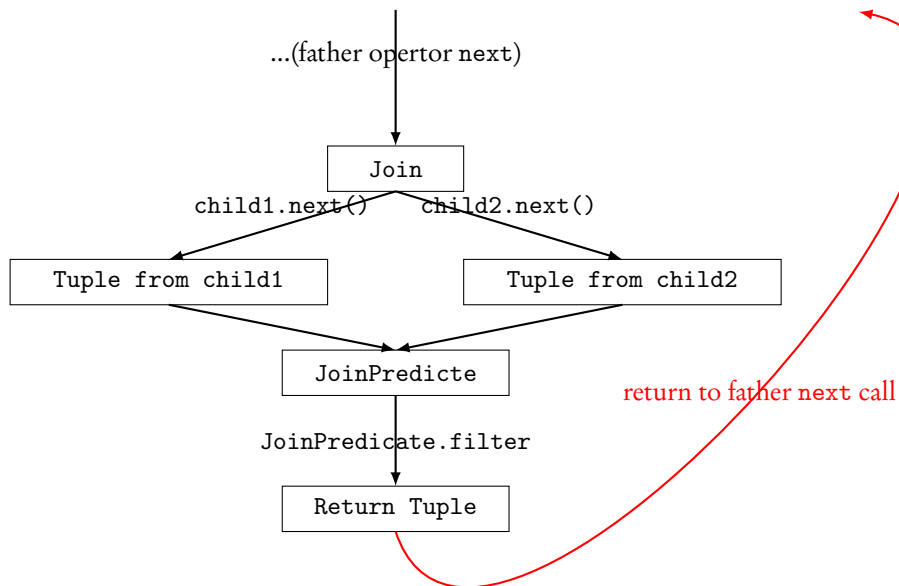 ...(father opertor next)
Join
child1.next()
child2.next()
Tuple from child1
Tuple from child2
JoinPredicte
return to father next call
JoinPredicate.filter
Return Tuple